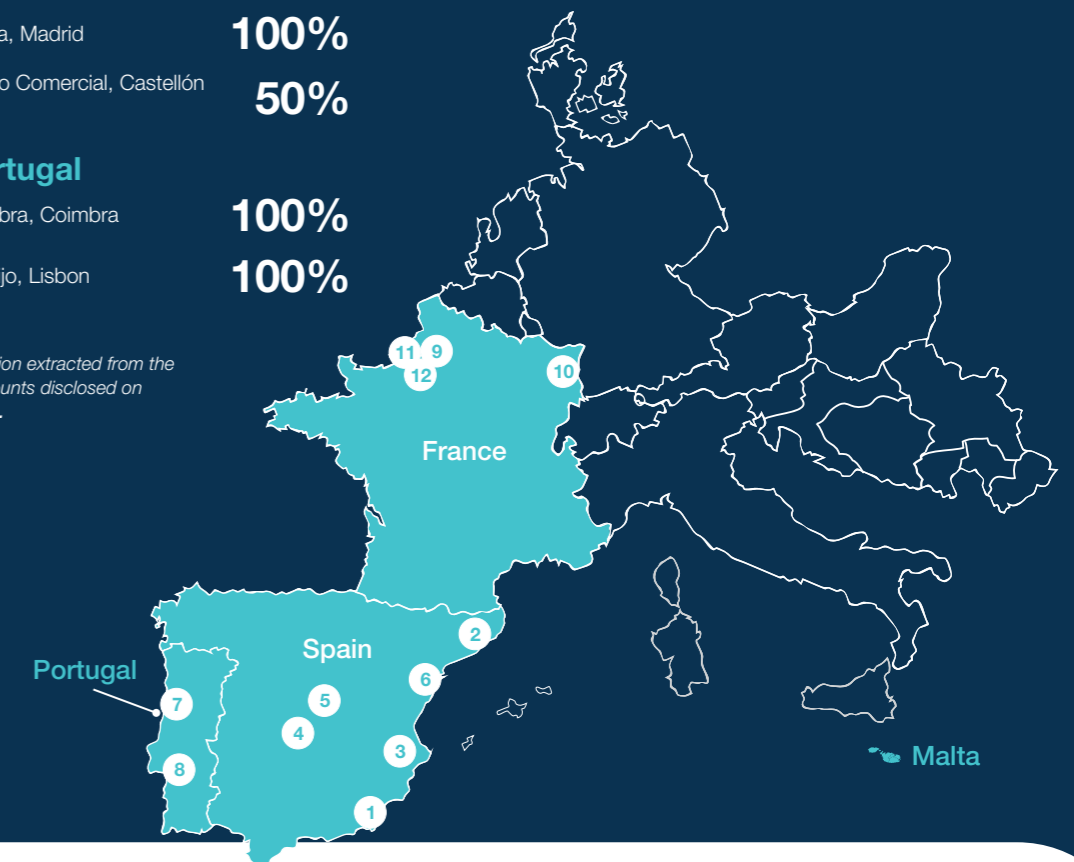 a, Madrid 100%
o Comercial, Castellón 50%
rtugal
bra, Coimbra 100%
jo, Lisbon 100%
ion extracted from the
unts disclosed on
.
11 9
12
10
France
2
Spain
6
Portugal
7
5
4
3
8
Malta
1